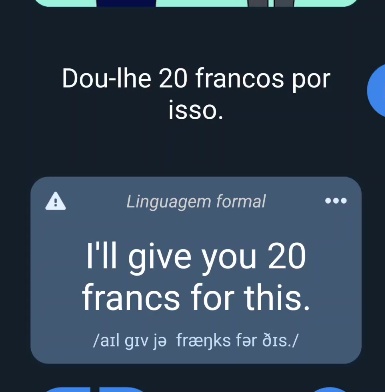 Dou-lhe 20 francos por
isso.
Linguagem formal
I'll give you 20
francs for this.
/aɪl gɪv jə  fræŋks fər ðɪs./